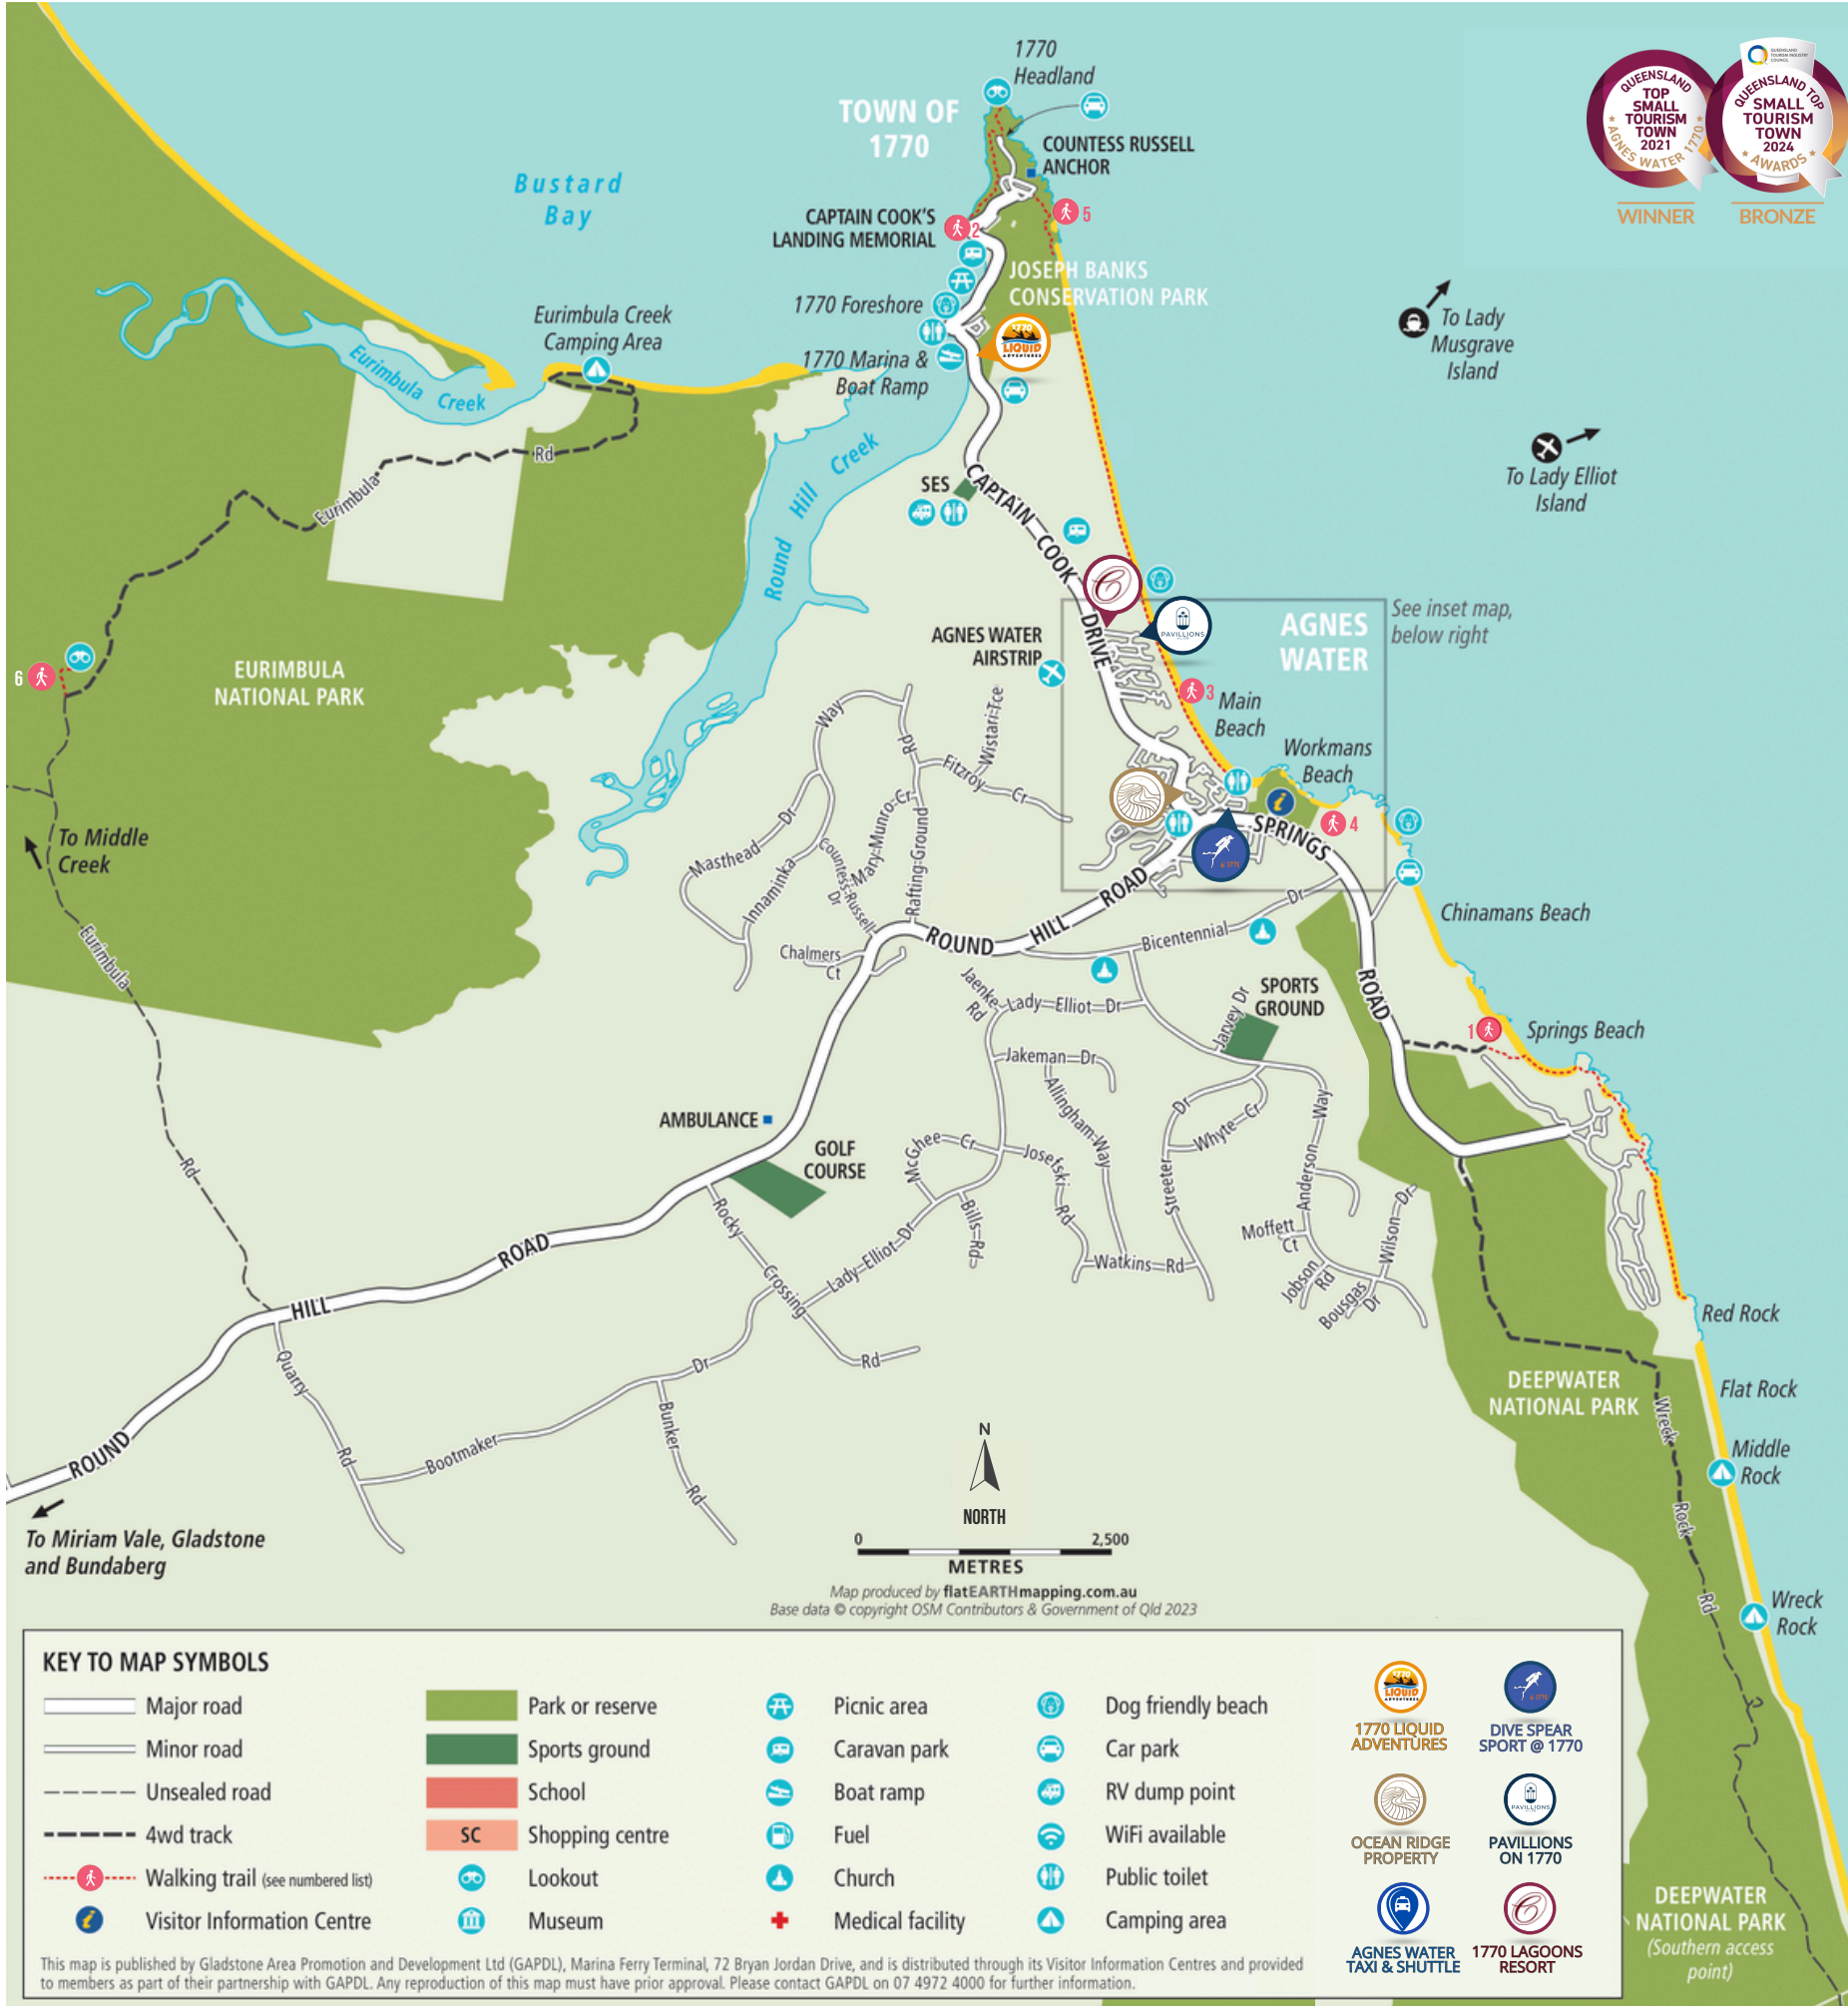 1770
Headland
TOWN OF
1770
COUNTESS RUSSELL
ANCHOR
QUEENSLAND
TOP
SMALL
TOURISM
TOWN
2021
AGNES WATER 1770
WINNER
QUEENSLAND TOURISM INDUSTRY COUNCIL
QUEENSLAND TOP
SMALL
TOURISM
TOWN
2024
AWARDS
BRONZE
Bustard
Bay
CAPTAIN COOK'S
LANDING MEMORIAL
2
5
JOSEPH BANKS
CONSERVATION PARK
1770 Foreshore
Eurimbula Creek
Camping Area
1770
LIQUID
ADVENTURES
1770 Marina &
Boat Ramp
To Lady
Musgrave
Island
Eurimbula
Creek
Rd
Eurimbula
Round Hill Creek
To Lady Elliot
Island
SES
CAPTAIN COOK DRIVE
PAVILLIONS
See inset map,
below right
AGNES
WATER
AGNES WATER
AIRSTRIP
6
EURIMBULA
NATIONAL PARK
3
Main
Beach
Workmans
Beach
Way
Rd
Wistari Tce
Fitzroy Cr
To Middle
Creek
Masthead Dr
Innaminka
Countess Russell
Dr
Mary Munro Cr
Rafting Ground
4
SPRINGS
ROAD
Chinamans Beach
ROUND HILL ROAD
Bicentennial Dr
Chalmers
Ct
Eurimbula
Rd
Jaenke
Rd
Lady Elliot Dr
Jarvey Dr
SPORTS
GROUND
1
Springs Beach
Jakeman Dr
Allingham Way
Dr
Streeter
Whyte Cr
Anderson Way
AMBULANCE
GOLF
COURSE
McGhee Cr
Josefski
Rd
Bills Rd
Watkins Rd
Moffett
Ct
Jobson
Rd
Bousgas
Dr
Wilson Dr
Rocky
Crossing
Rd
Lady Elliot Dr
ROUND
HILL
ROAD
Quarry
Rd
Bootmaker
Dr
Bunker
Rd
Red Rock
Flat Rock
DEEPWATER
NATIONAL PARK
Wreck
Rock
Rd
Middle
Rock
Wreck
Rock
To Miriam Vale, Gladstone
and Bundaberg
N
NORTH
0 2,500
METRES
Map produced by flatEARTHmapping.com.au
Base data © copyright OSM Contributors & Government of Qld 2023
KEY TO MAP SYMBOLS
Major road
Minor road
Unsealed road
4wd track
Walking trail (see numbered list)
Visitor Information Centre
Park or reserve
Sports ground
School
SC Shopping centre
Lookout
Museum
Picnic area
Caravan park
Boat ramp
Fuel
Church
Medical facility
Dog friendly beach
Car park
RV dump point
WiFi available
Public toilet
Camping area
1770
LIQUID
ADVENTURES
1770 LIQUID
ADVENTURES
DIVE SPEAR
SPORT @ 1770
OCEAN RIDGE
PROPERTY
PAVILLIONS
PAVILLIONS
ON 1770
AGNES WATER
TAXI & SHUTTLE
1770 LAGOONS
RESORT
This map is published by Gladstone Area Promotion and Development Ltd (GAPDL), Marina Ferry Terminal, 72 Bryan Jordan Drive, and is distributed through its Visitor Information Centres and provided
to members as part of their partnership with GAPDL. Any reproduction of this map must have prior approval. Please contact GAPDL on 07 4972 4000 for further information.
DEEPWATER
NATIONAL PARK
(Southern access
point)